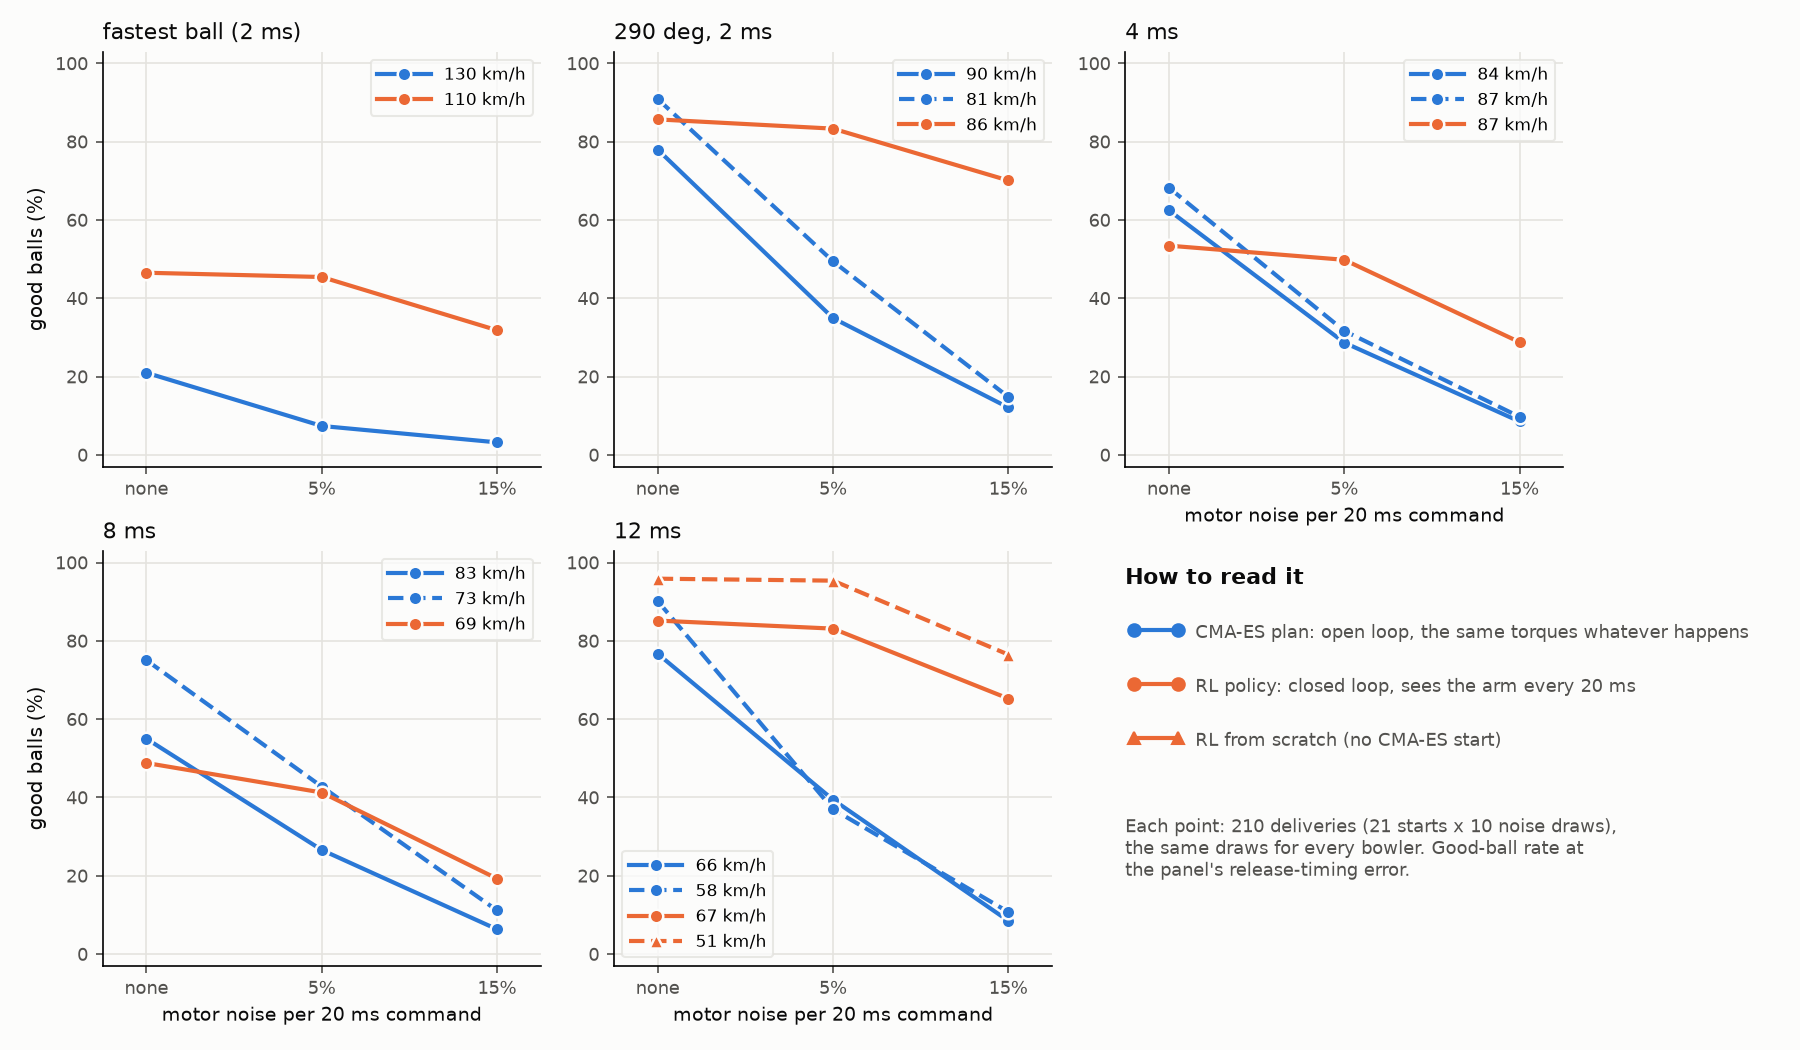 fastest ball (2 ms)
good balls (%)
100
80
60
40
20
0
none 5% 15%
130 km/h
110 km/h
290 deg, 2 ms
100
80
60
40
20
0
none 5% 15%
90 km/h
81 km/h
86 km/h
4 ms
100
80
60
40
20
0
none 5% 15%
motor noise per 20 ms command
84 km/h
87 km/h
87 km/h
8 ms
good balls (%)
100
80
60
40
20
0
none 5% 15%
motor noise per 20 ms command
83 km/h
73 km/h
69 km/h
12 ms
100
80
60
40
20
0
none 5% 15%
motor noise per 20 ms command
66 km/h
58 km/h
67 km/h
51 km/h
How to read it
CMA-ES plan: open loop, the same torques whatever happens
RL policy: closed loop, sees the arm every 20 ms
RL from scratch (no CMA-ES start)
Each point: 210 deliveries (21 starts x 10 noise draws),
the same draws for every bowler. Good-ball rate at
the panel's release-timing error.